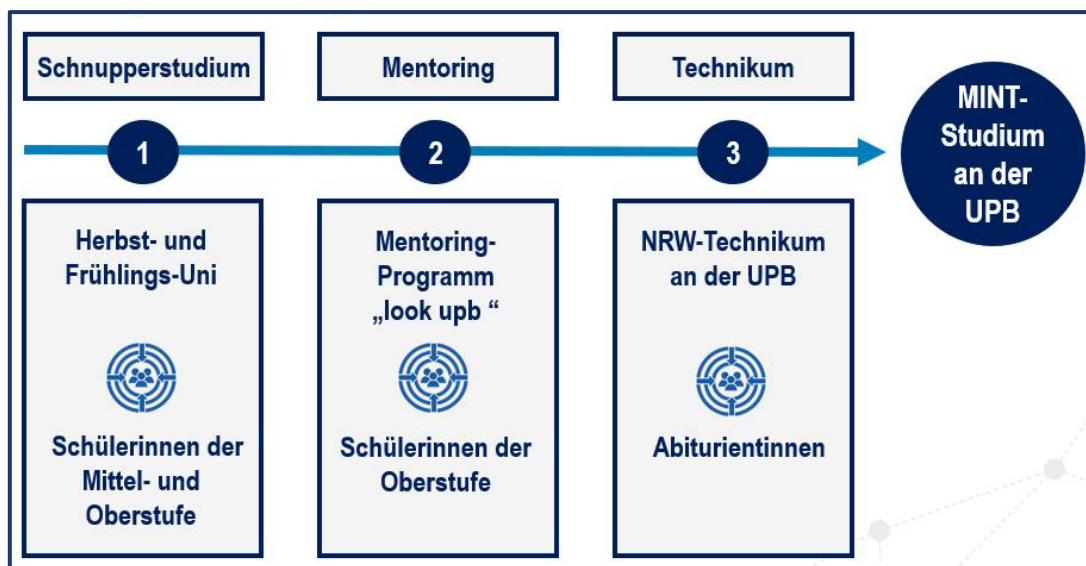 Schnupperstudium
Mentoring
Technikum
1
2
3
MINT-
Studium
an der
UPB
Herbst- und
Frühlings-Uni
Schülerinnen der
Mittel- und
Oberstufe
Mentoring-
Programm
„look upb “
Schülerinnen der
Oberstufe
NRW-Technikum
an der UPB
Abiturientinnen